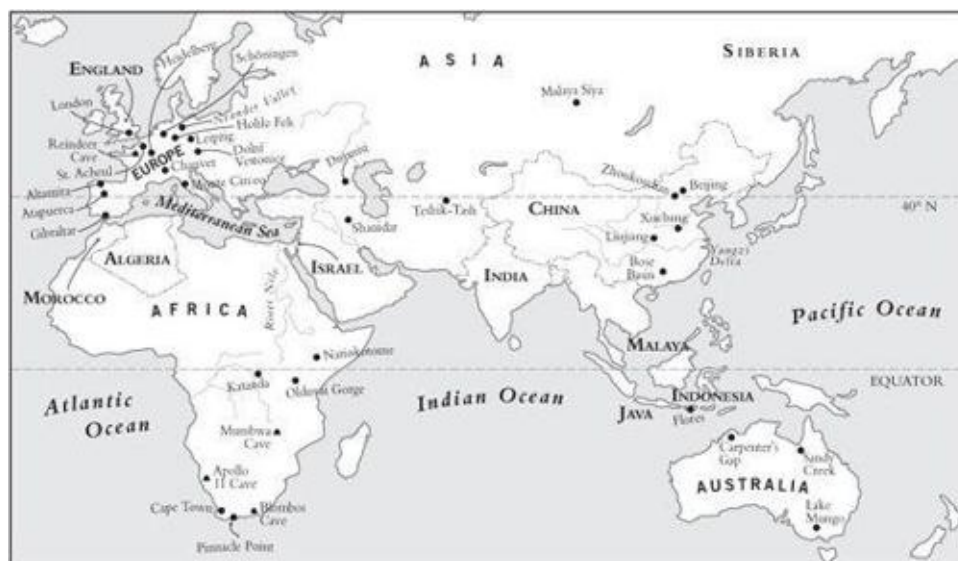 ENGLAND
Heidelberg
Schöningen
ASIA
SIBERIA
London
Neander Valley
Malaya Siya
Hohle Fels
Reindeer
Cave
Leipzig
EUROPE
Dolní
Vestonice
St. Acheul
Chauvet
Dmanisi
Zhoukoudian
Altamira
Monte Circeo
Beijing
Atapuerca
Teshik-Tash
CHINA
40° N
Gibraltar
Mediterranean Sea
Shanidar
Xuchang
Liujiang
Yangzi
Delta
ALGERIA
ISRAEL
INDIA
Bose
Basin
MOROCCO
AFRICA
River Nile
Pacific Ocean
Nariokotome
MALAYA
Katanda
Olduvai Gorge
EQUATOR
Atlantic
Ocean
Indian Ocean
INDONESIA
JAVA
Flores
Mumbwa
Cave
Carpenter's
Gap
Sandy
Creek
Apollo
11 Cave
AUSTRALIA
Lake
Mungo
Cape Town
Blombos
Cave
Pinnacle Point